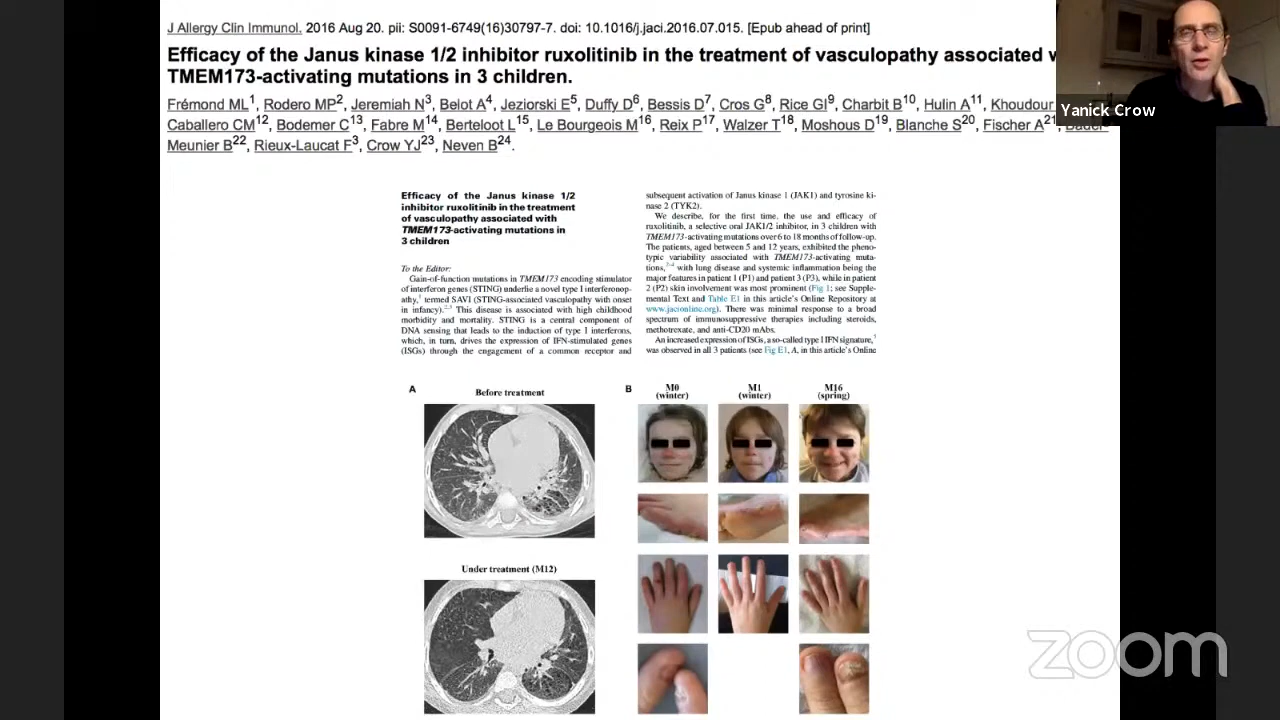 J Allergy Clin Immunol. 2016 Aug 20. pii: S0091-6749(16)30797-7. doi: 10.1016/j.jaci.2016.07.015. [Epub ahead of print]
Efficacy of the Janus kinase 1/2 inhibitor ruxolitinib in the treatment of vasculopathy associated
TMEM173-activating mutations in 3 children.
Frémond ML1, Rodero MP2, Jeremiah N3, Belot A4, Jeziorski E5, Duffy D6, Bessis D7, Cros G8, Rice GI9, Charbit B10, Hulin A11, Khoudour
Caballero CM12, Bodemer C13, Fabre M14, Berteloot L15, Le Bourgeois M16, Reix P17, Walzer T18, Moshous D19, Blanche S20, Fischer A21,
Meunier B22, Rieux-Laucat F3, Crow YJ23, Neven B24.
Yanick Crow
Efficacy of the Janus kinase 1/2
inhibitor ruxolitinib in the treatment
of vasculopathy associated with
TMEM173-activating mutations in
3 children
To the Editor:
Gain-of-function mutations in TMEM173 encoding stimulator
of interferon genes (STING) underlie a novel type I interferonop-
athy,1 termed SAVI (STING-associated vasculopathy with onset
in infancy).2,3 This disease is associated with high childhood
morbidity and mortality. STING is a central component of
DNA sensing that leads to the induction of type I interferons,
which, in turn, drives the expression of IFN-stimulated genes
(ISGs) through the engagement of a common receptor and
subsequent activation of Janus kinase 1 (JAK1) and tyrosine ki-
nase 2 (TYK2).
We describe, for the first time, the use and efficacy of
ruxolitinib, a selective oral JAK1/2 inhibitor, in 3 children with
TMEM173-activating mutations over 6 to 18 months of follow-up.
The patients, aged between 5 and 12 years, exhibited the pheno-
typic variability associated with TMEM173-activating muta-
tions,2-4 with lung disease and systemic inflammation being the
major features in patient 1 (P1) and patient 3 (P3), while in patient
2 (P2) skin involvement was most prominent (Fig 1; see Supple-
mental Text and Table E1 in this article's Online Repository at
www.jacionline.org). There was minimal response to a broad
spectrum of immunosuppressive therapies including steroids,
methotrexate, and anti-CD20 mAbs.
An increased expression of ISGs, a so-called type I IFN signature,5
was observed in all 3 patients (see Fig E1, A, in this article's Online
A
Before treatment
Under treatment (M12)
B
M0
(winter)
M1
(winter)
M16
(spring)
zoom